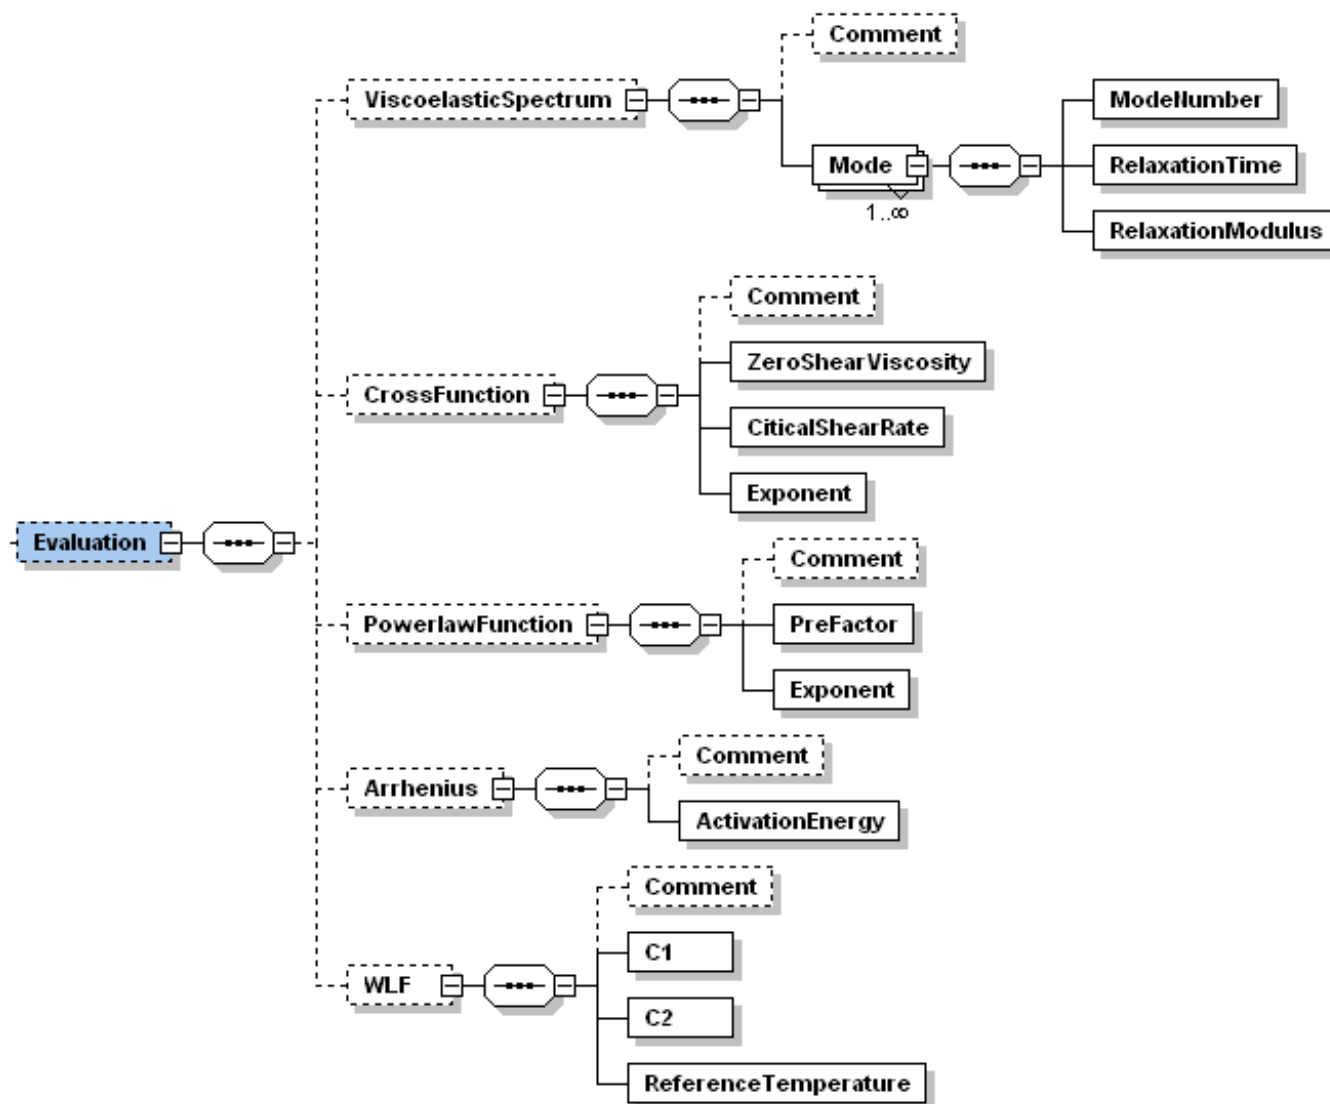 Comment
ViscoelasticSpectrum
ModeNumber
Mode
RelaxationTime
1..∞
RelaxationModulus
Comment
ZeroShearViscosity
CrossFunction
CiticalShearRate
Exponent
Evaluation
Comment
PowerlawFunction
PreFactor
Exponent
Comment
Arrhenius
ActivationEnergy
Comment
C1
WLF
C2
ReferenceTemperature